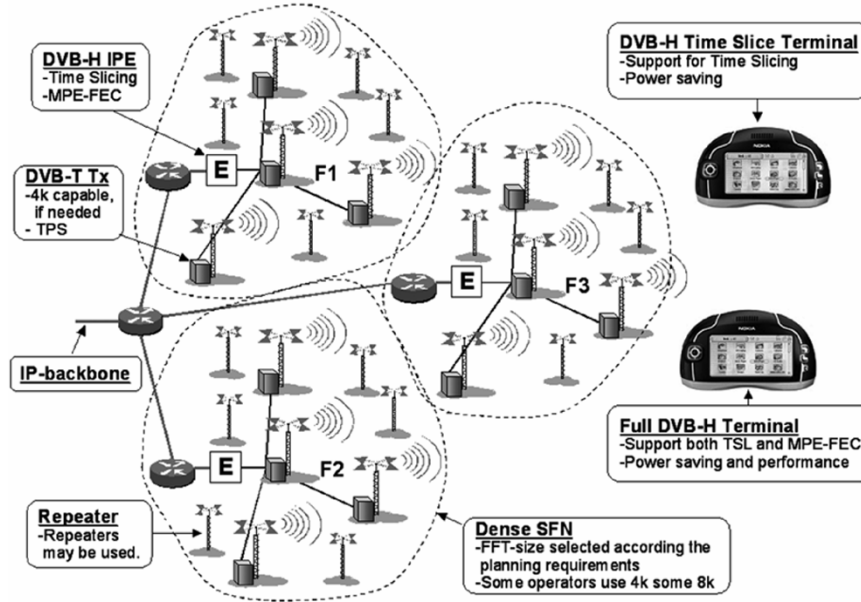 DVB-H IPE
-Time Slicing
-MPE-FEC
DVB-T Tx
-4k capable,
if needed
- TPS
E
F1
DVB-H Time Slice Terminal
-Support for Time Slicing
-Power saving
NOKIA
E
F3
IP-backbone
NOKIA
Full DVB-H Terminal
-Support both TSL and MPE-FEC
-Power saving and performance
E
F2
Repeater
-Repeaters
may be used.
Dense SFN
-FFT-size selected according the
planning requirements
-Some operators use 4k some 8k